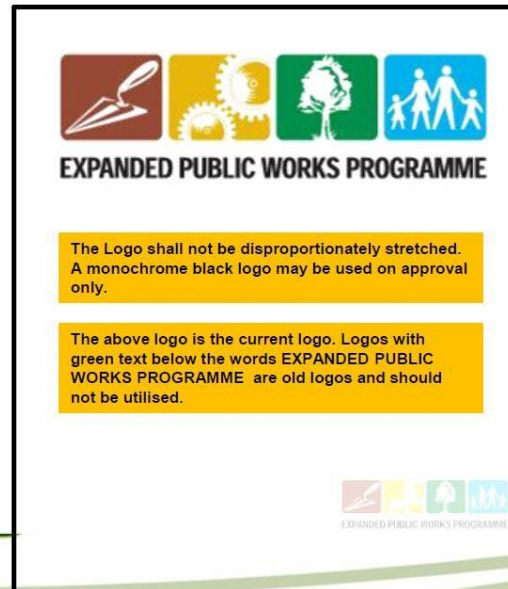 EXPANDED PUBLIC WORKS PROGRAMME
The Logo shall not be disproportionately stretched.
A monochrome black logo may be used on approval
only.
The above logo is the current logo. Logos with
green text below the words EXPANDED PUBLIC
WORKS PROGRAMME are old logos and should
not be utilised.
EXPANDED PUBLIC WORKS PROGRAMME